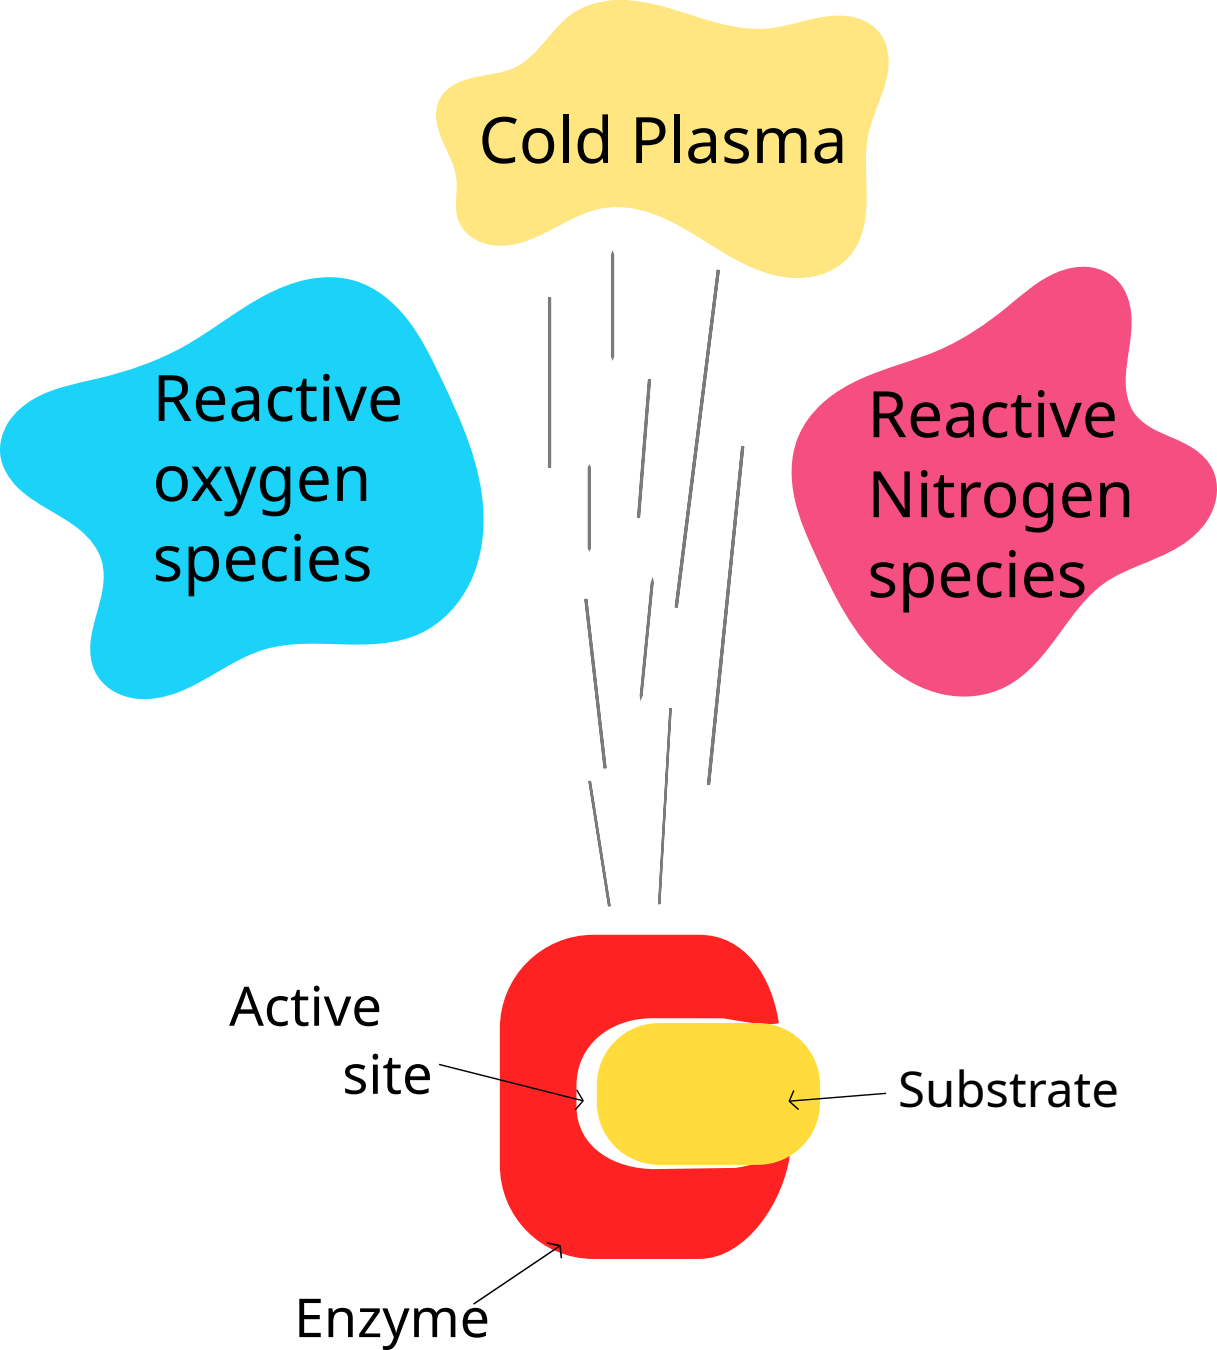 Cold Plasma
Reactive
oxygen
species
Reactive
Nitrogen
species
Active
site
Substrate
Enzyme